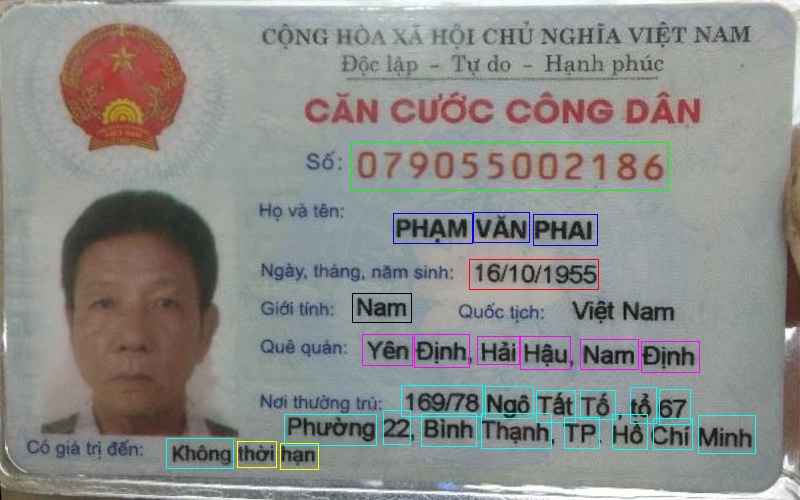 CỘNG HÒA XÃ HỘI CHỦ NGHĨA VIỆT NAM
Độc lập - Tự do - Hạnh phúc
CĂN CƯỚC CÔNG DÂN
Số: 079055002186
Họ và tên:
PHẠM VĂN PHAI
Ngày, tháng, năm sinh: 16/10/1955
Giới tính: Nam Quốc tịch: Việt Nam
Quê quán: Yên Định, Hải Hậu, Nam Định
Nơi thường trú: 169/78 Ngô Tất Tố , tổ 67
Phường 22, Bình Thạnh, TP. Hồ Chí Minh
Có giá trị đến: Không thời hạn
VIỆT NAM